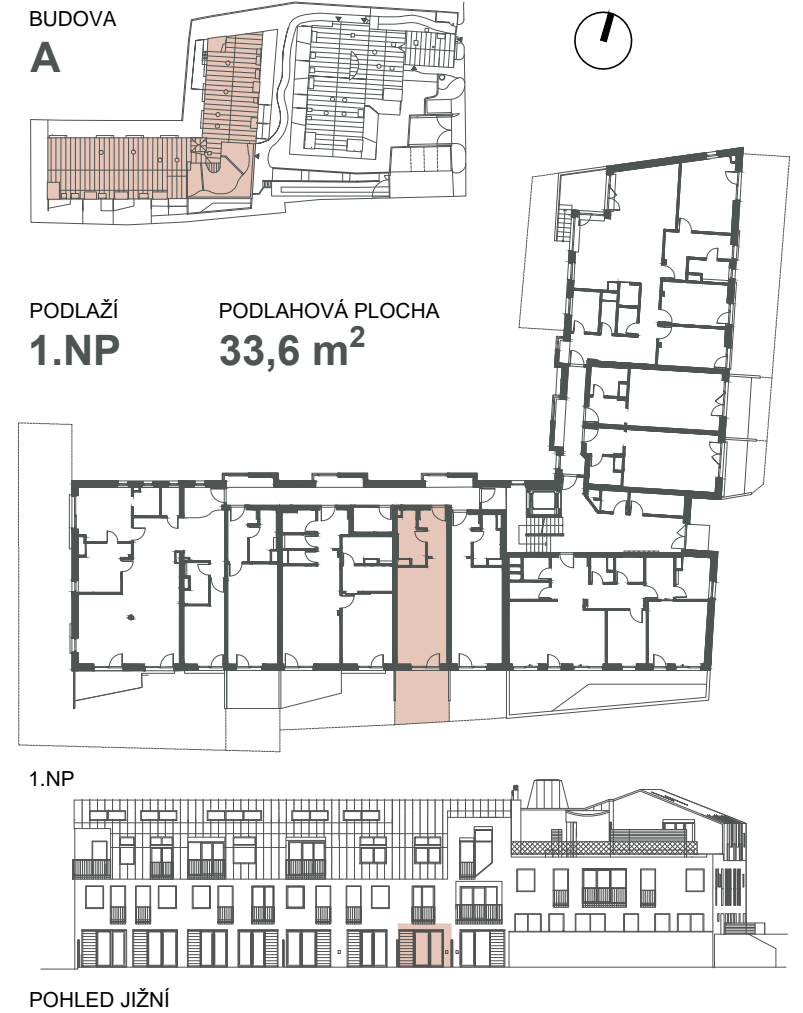 BUDOVA
A
PODLAŽÍ
1.NP
PODLAHOVÁ PLOCHA
33,6 m²
1.NP
POHLED JIŽNÍ